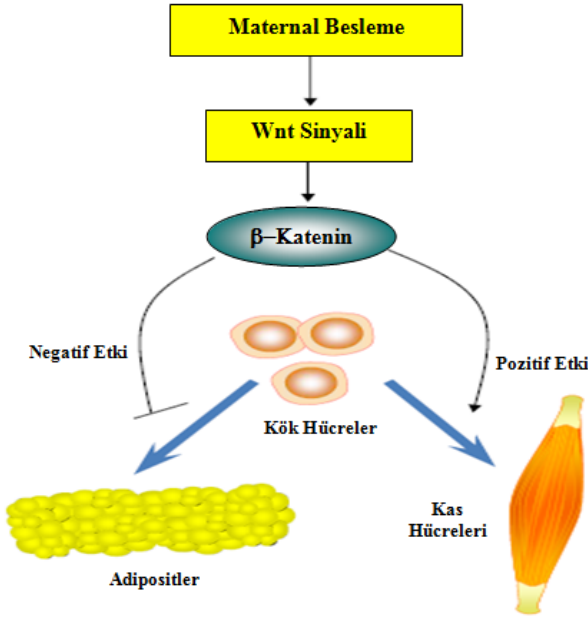 Maternal Besleme
Wnt Sinyali
β–Katenin
Negatif Etki
Pozitif Etki
Kök Hücreler
Kas
Hücreleri
Adipositler